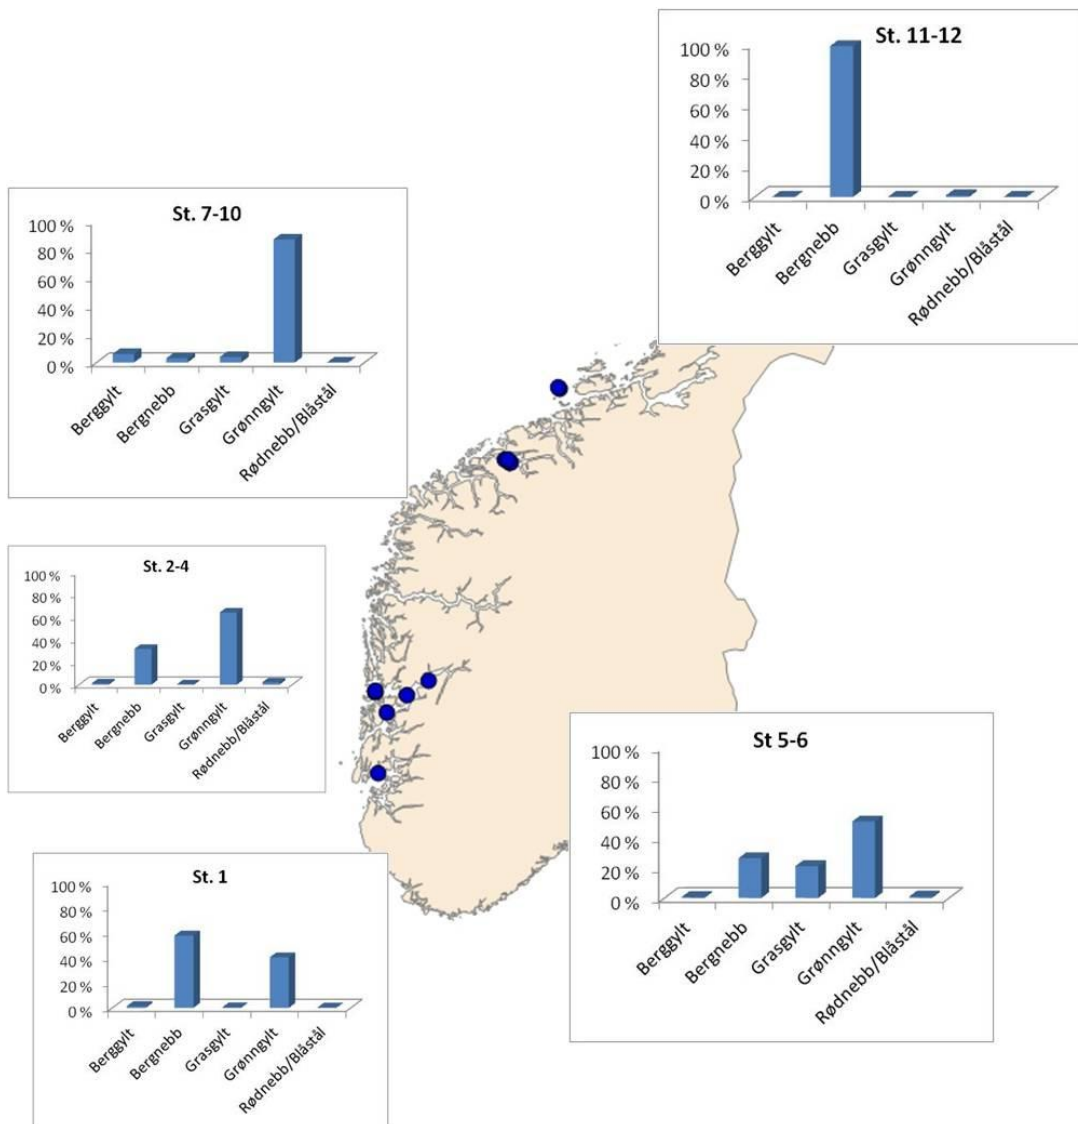 St. 11-12
100 %
80 %
60 %
40 %
20 %
0 %
Berggylt
Bergnebb
Grasgylt
Grønngylt
Rødnebb/Blåstål
St. 7-10
100 %
80 %
60 %
40 %
20 %
0 %
Berggylt
Bergnebb
Grasgylt
Grønngylt
Rødnebb/Blåstål
St. 2-4
100 %
80 %
60 %
40 %
20 %
0 %
Berggylt
Bergnebb
Grasgylt
Grønngylt
Rødnebb/Blåstål
St 5-6
100 %
80 %
60 %
40 %
20 %
0 %
Berggylt
Bergnebb
Grasgylt
Grønngylt
Rødnebb/Blåstål
St. 1
100 %
80 %
60 %
40 %
20 %
0 %
Berggylt
Bergnebb
Grasgylt
Grønngylt
Rødnebb/Blåstål